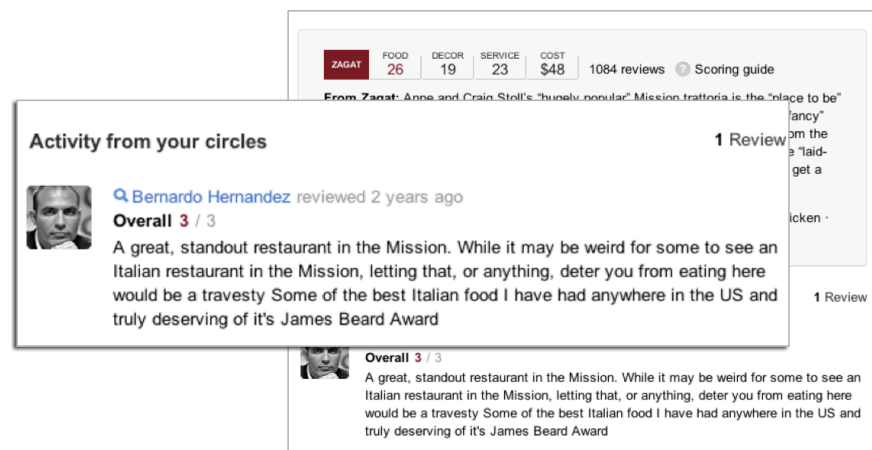 ZAGAT
FOOD DECOR SERVICE COST
26 19 23 $48 1084 reviews ? Scoring guide
From Zagat: Anne and Craig Stoll's "hugely popular" Mission trattoria is the "place to be"
fancy"
om the
"laid-
get a
icken ·
Activity from your circles
1 Review
Bernardo Hernandez reviewed 2 years ago
Overall 3 / 3
A great, standout restaurant in the Mission. While it may be weird for some to see an
Italian restaurant in the Mission, letting that, or anything, deter you from eating here
would be a travesty Some of the best Italian food I have had anywhere in the US and
truly deserving of it's James Beard Award
1 Review
Overall 3 / 3
A great, standout restaurant in the Mission. While it may be weird for some to see an
Italian restaurant in the Mission, letting that, or anything, deter you from eating here
would be a travesty Some of the best Italian food I have had anywhere in the US and
truly deserving of it's James Beard Award